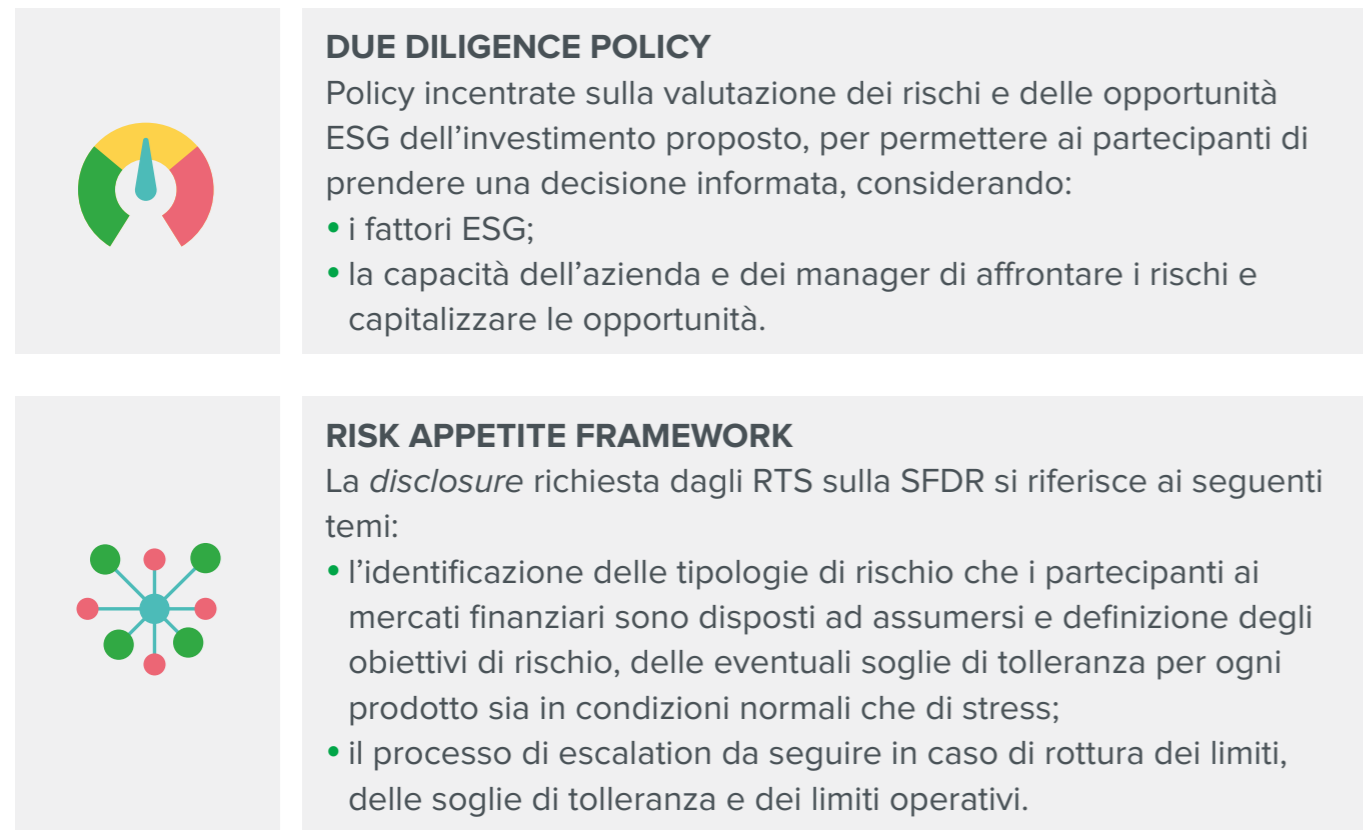 DUE DILIGENCE POLICY
Policy incentrate sulla valutazione dei rischi e delle opportunità
ESG dell’investimento proposto, per permettere ai partecipanti di
prendere una decisione informata, considerando:
• i fattori ESG;
• la capacità dell’azienda e dei manager di affrontare i rischi e
capitalizzare le opportunità.
RISK APPETITE FRAMEWORK
La disclosure richiesta dagli RTS sulla SFDR si riferisce ai seguenti
temi:
• l’identificazione delle tipologie di rischio che i partecipanti ai
mercati finanziari sono disposti ad assumersi e definizione degli
obiettivi di rischio, delle eventuali soglie di tolleranza per ogni
prodotto sia in condizioni normali che di stress;
• il processo di escalation da seguire in caso di rottura dei limiti,
delle soglie di tolleranza e dei limiti operativi.